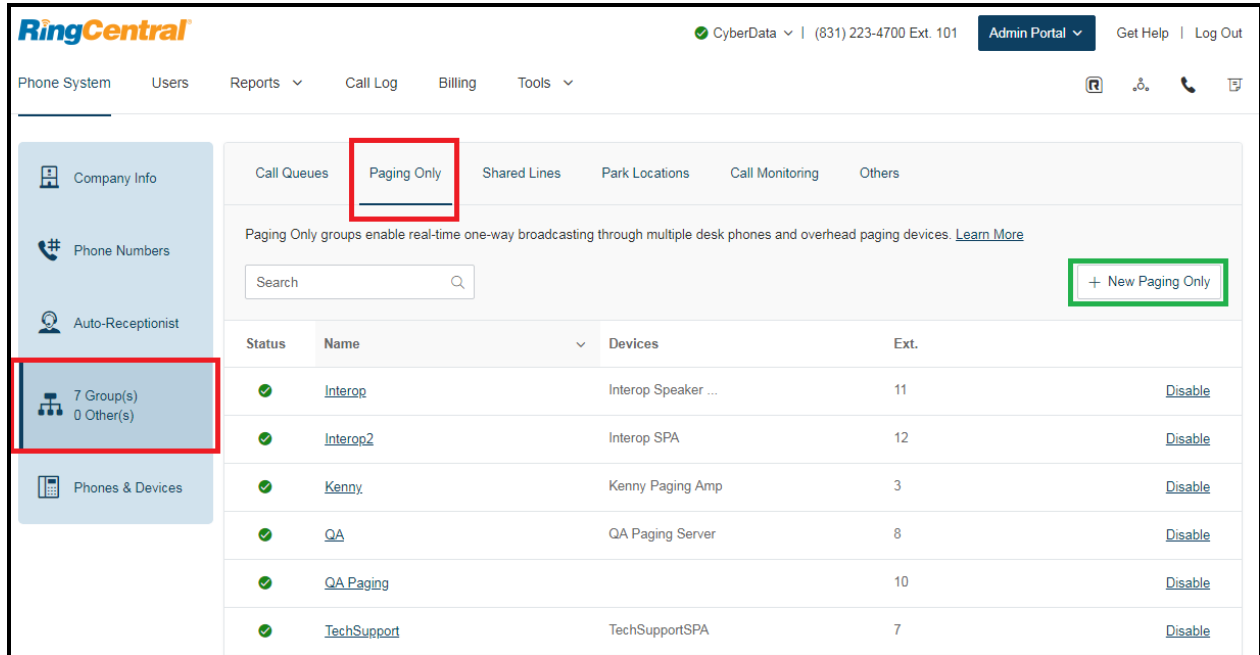 RingCentral
CyberData | (831) 223-4700 Ext. 101 Admin Portal Get Help | Log Out
Phone System Users Reports Call Log Billing Tools
Company Info
Phone Numbers
Auto-Receptionist
7 Group(s)
0 Other(s)
Phones & Devices
Call Queues Paging Only Shared Lines Park Locations Call Monitoring Others
Paging Only groups enable real-time one-way broadcasting through multiple desk phones and overhead paging devices. Learn More
Search + New Paging Only
Status Name Devices Ext.
Interop Interop Speaker ... 11 Disable
Interop2 Interop SPA 12 Disable
Kenny Kenny Paging Amp 3 Disable
QA QA Paging Server 8 Disable
QA Paging 10 Disable
TechSupport TechSupportSPA 7 Disable